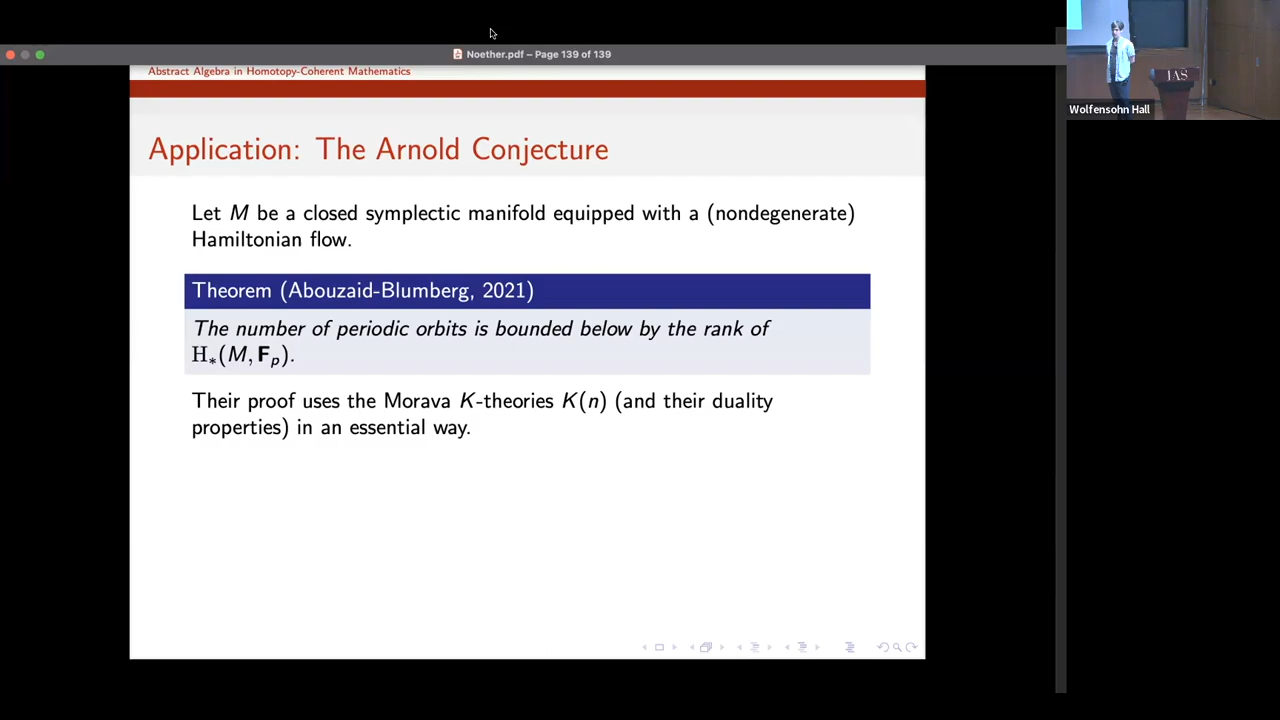 Noether.pdf – Page 139 of 139
Abstract Algebra in Homotopy-Coherent Mathematics
IAS
Wolfensohn Hall
Application: The Arnold Conjecture
Let M be a closed symplectic manifold equipped with a (nondegenerate)
Hamiltonian flow.
Theorem (Abouzaid-Blumberg, 2021)
The number of periodic orbits is bounded below by the rank of
H∗(M, Fₚ).
Their proof uses the Morava K-theories K(n) (and their duality
properties) in an essential way.